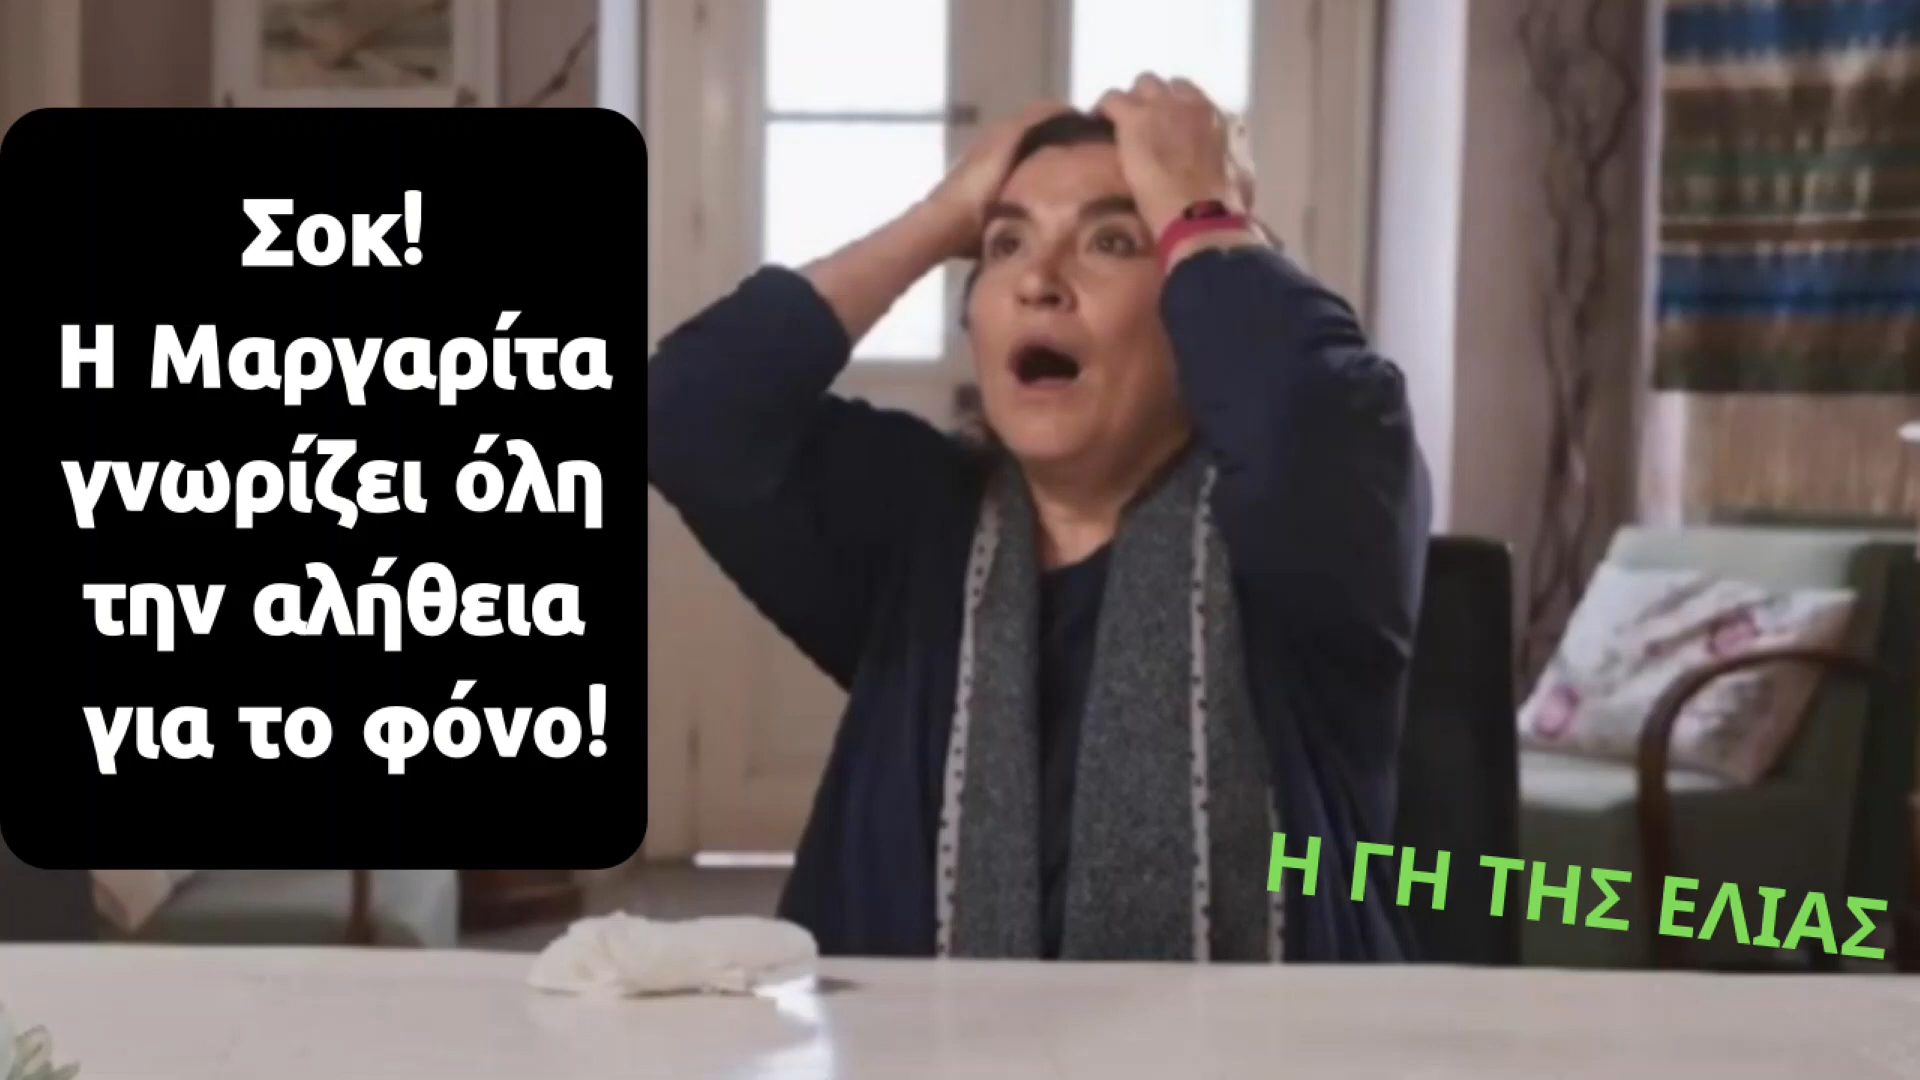 Σοκ!
Η Μαργαρίτα
γνωρίζει όλη
την αλήθεια
για το φόνο!
Η ΓΗ ΤΗΣ ΕΛΙΑΣ